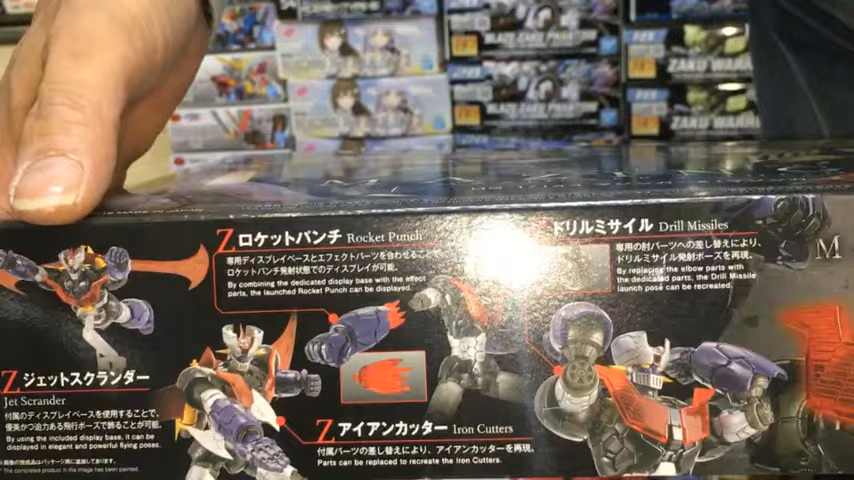 BLAZE ZAKU PHANTOM
ZAKU WARR
BLAZE ZAKU PHANTOM
ZAKU WARRI
Zロケットパンチ Rocket Punch
専用ディスプレイベースとエフェクトパーツを合わせることで、
ロケットパンチ発射状態でのディスプレイが可能。
By combining the dedicated display base with the effect
parts, the launched Rocket Punch can be displayed.
ドリルミサイル Drill Missiles
専用の肘パーツへの差し替えにより、
ドリルミサイル発射ポーズを再現。
By replacing the elbow parts with
the dedicated parts, the Drill Missile
launch pose can be recreated.
M
Zジェットスクランダー
Jet Scrander
付属のディスプレイベースを使用することで、
優美かつ迫力ある飛行ポーズで飾ることが可能。
By using the included display base, it can be
displayed in elegant and powerful flying poses.
*The completed product in the image has been painted.
Zアイアンカッター Iron Cutters
付属パーツの差し替えにより、アイアンカッターを再現。
Parts can be replaced to recreate the Iron Cutters.